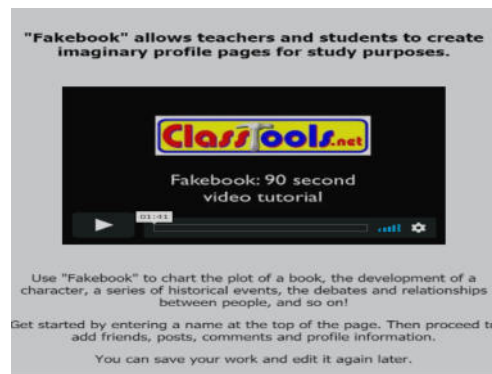 "Fakebook" allows teachers and students to create
imaginary profile pages for study purposes.
ClassTools.net
Fakebook: 90 second
video tutorial
01:41
Use "Fakebook" to chart the plot of a book, the development of a
character, a series of historical events, the debates and relationships
between people, and so on!
Get started by entering a name at the top of the page. Then proceed to
add friends, posts, comments and profile information.
You can save your work and edit it again later.